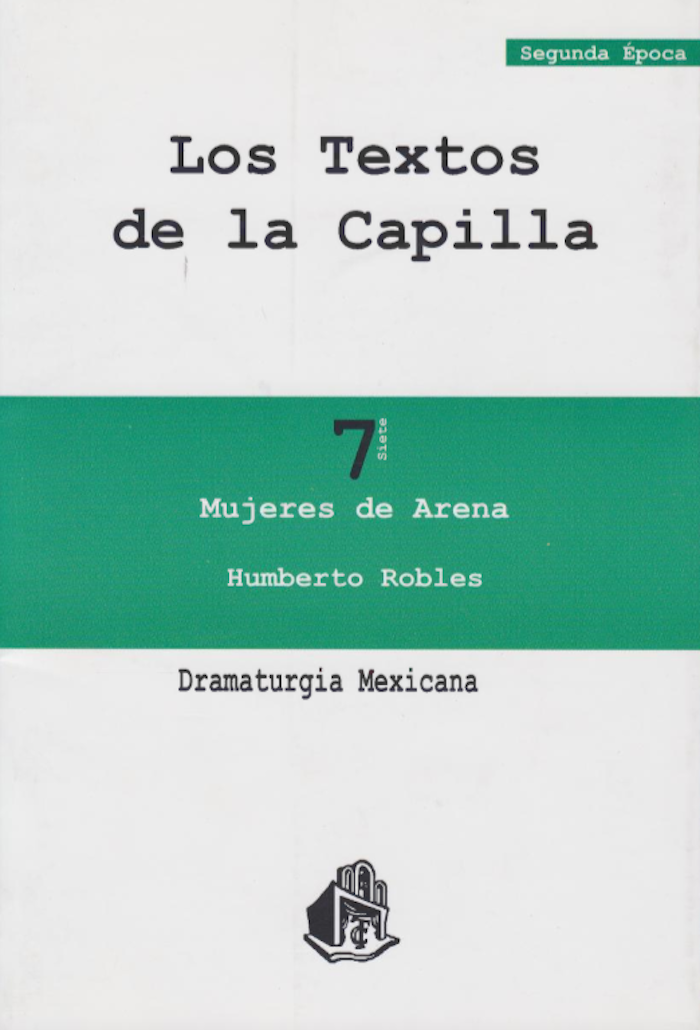 Segunda Época
Los Textos
de la Capilla
7
Siete
Mujeres de Arena
Humberto Robles
Dramaturgia Mexicana